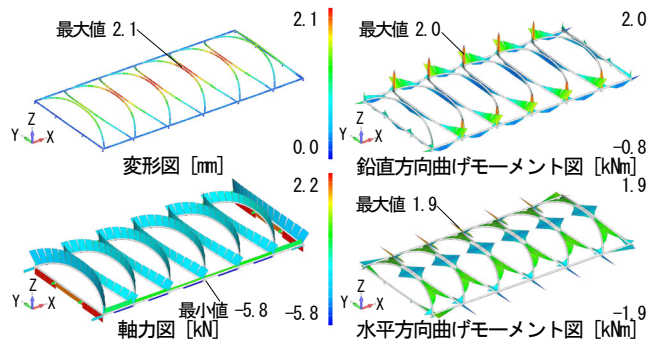 最大値 2.1
2.1
0.0
Z
Y
X
変形図 [mm]
最大値 2.0
2.0
-0.8
Z
Y
X
鉛直方向曲げモーメント図 [kNm]
2.2
-5.8
最小値 -5.8
Z
Y
X
軸力図 [kN]
最大値 1.9
1.9
-1.9
Z
Y
X
水平方向曲げモーメント図 [kNm]